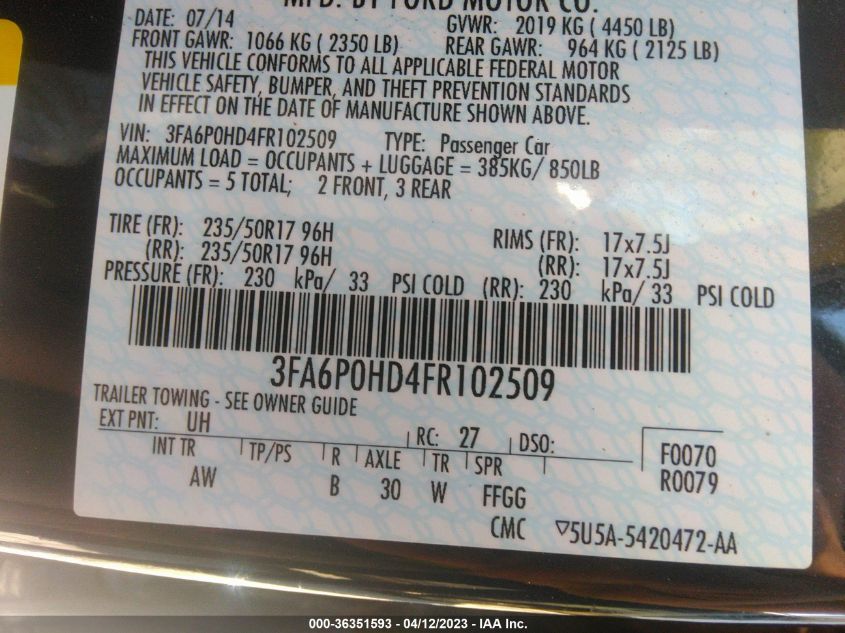 MFD. BY FORD MOTOR CO.
DATE: 07/14 GVWR: 2019 KG ( 4450 LB)
FRONT GAWR: 1066 KG ( 2350 LB) REAR GAWR: 964 KG ( 2125 LB)
THIS VEHICLE CONFORMS TO ALL APPLICABLE FEDERAL MOTOR
VEHICLE SAFETY, BUMPER, AND THEFT PREVENTION STANDARDS
IN EFFECT ON THE DATE OF MANUFACTURE SHOWN ABOVE.
VIN: 3FA6P0HD4FR102509 TYPE: Passenger Car
MAXIMUM LOAD = OCCUPANTS + LUGGAGE = 385KG/ 850LB
OCCUPANTS = 5 TOTAL; 2 FRONT, 3 REAR
TIRE (FR): 235/50R17 96H RIMS (FR): 17x7.5J
(RR): 235/50R17 96H (RR): 17x7.5J
PRESSURE (FR): 230 kPa/ 33 PSI COLD (RR): 230 kPa/ 33 PSI COLD
3FA6P0HD4FR102509
TRAILER TOWING - SEE OWNER GUIDE
EXT PNT: UH RC: 27 DSO:
INT TR TP/PS R AXLE TR SPR F0070
AW B 30 W FFGG R0079
CMC ▽5U5A-5420472-AA
000-36351593 - 04/12/2023 - IAA Inc.